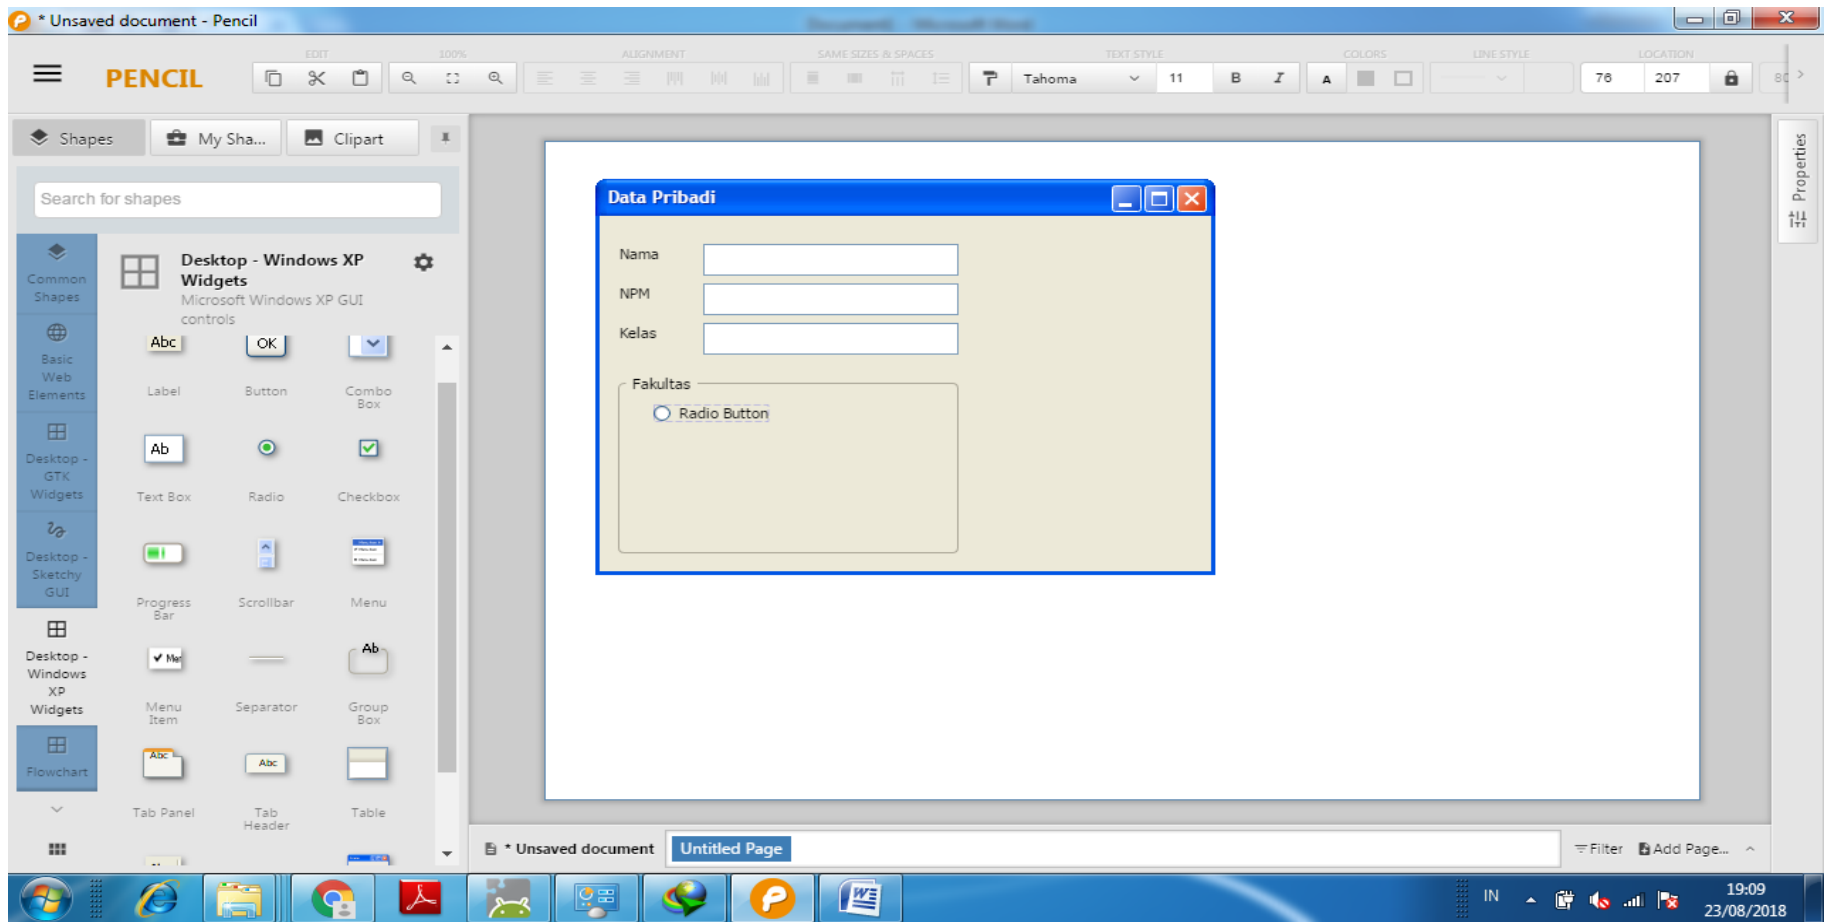 * Unsaved document - Pencil
EDIT
100%
ALIGNMENT
SAME SIZES & SPACES
TEXT STYLE
COLORS
LINE STYLE
LOCATION
PENCIL
Tahoma
11
B
I
A
76
207
80
Shapes
My Sha...
Clipart
Search for shapes
Common
Shapes
Basic
Web
Elements
Desktop -
GTK
Widgets
Desktop -
Sketchy
GUI
Desktop -
Windows
XP
Widgets
Flowchart
Desktop - Windows XP
Widgets
Microsoft Windows XP GUI
controls
Abc
OK
Label
Button
Combo
Box
Ab
Text Box
Radio
Checkbox
Progress
Bar
Scrollbar
Menu
Ab
Menu
Item
Separator
Group
Box
Abc
Abc
Tab Panel
Tab
Header
Table
Data Pribadi
Nama
NPM
Kelas
Fakultas
Radio Button
Properties
* Unsaved document
Untitled Page
Filter
Add Page...
IN
19:09
23/08/2018